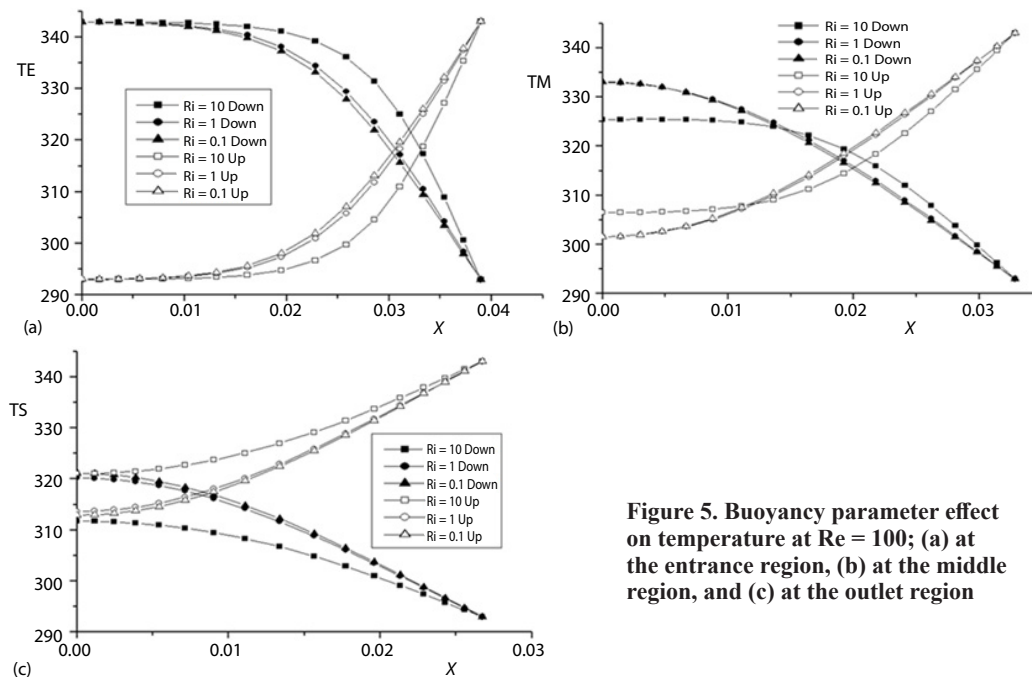 340
TE
330
320
310
300
290
0.00 0.01 0.02 0.03 0.04
X
(a)
Ri = 10 Down
Ri = 1 Down
Ri = 0.1 Down
Ri = 10 Up
Ri = 1 Up
Ri = 0.1 Up
340
TM
330
320
310
300
290
0.00 0.01 0.02 0.03
X
(b)
Ri = 10 Down
Ri = 1 Down
Ri = 0.1 Down
Ri = 10 Up
Ri = 1 Up
Ri = 0.1 Up
340
TS
330
320
310
300
290
0.00 0.01 0.02 0.03
X
(c)
Ri = 10 Down
Ri = 1 Down
Ri = 0.1 Down
Ri = 10 Up
Ri = 1 Up
Ri = 0.1 Up
Figure 5. Buoyancy parameter effect
on temperature at Re = 100; (a) at
the entrance region, (b) at the middle
region, and (c) at the outlet region